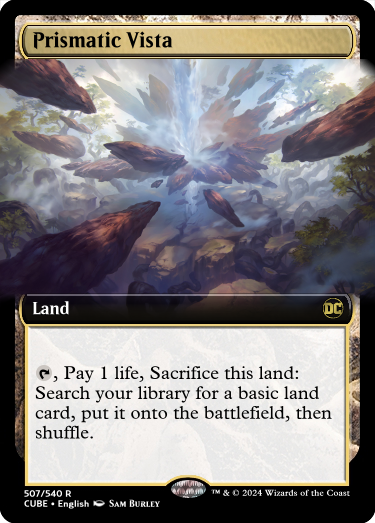 Prismatic Vista
Land
DC
, Pay 1 life, Sacrifice this land:
Search your library for a basic land
card, put it onto the battlefield, then
shuffle.
507/540 R
CUBE • English SAM BURLEY
™ & © 2024 Wizards of the Coast